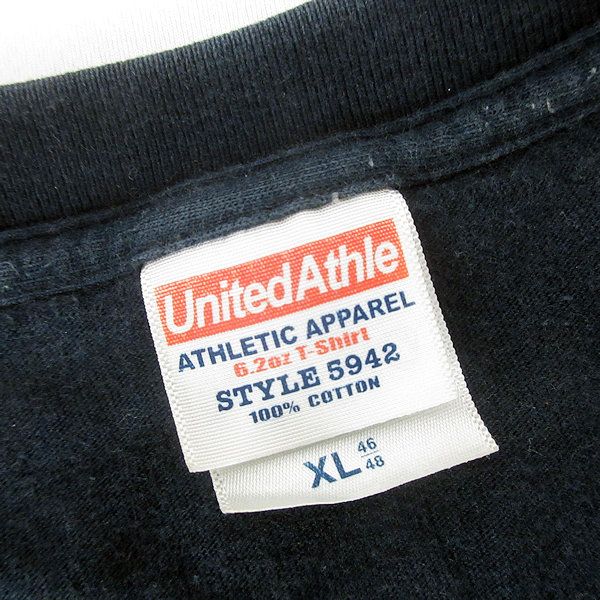 UnitedAthle
ATHLETIC APPAREL
6.2oz T-Shirt
STYLE 5942
100% COTTON
XL 46/48